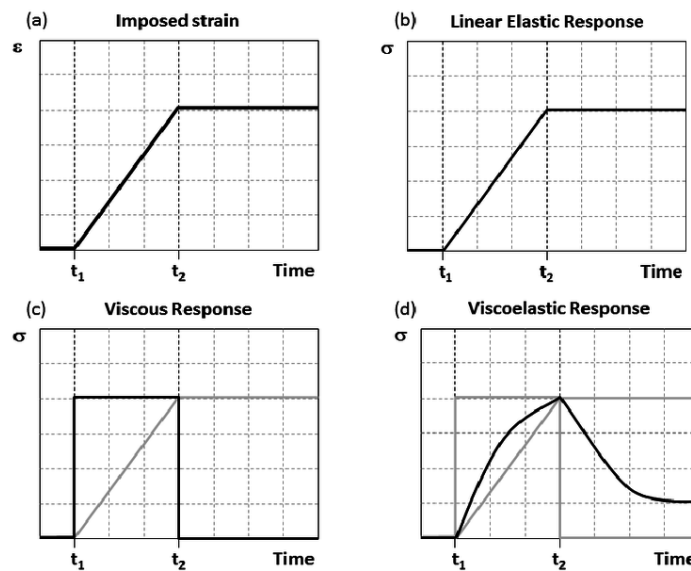 (a) Imposed strain
ε
t1 t2 Time
(b) Linear Elastic Response
σ
t1 t2 Time
(c) Viscous Response
σ
t1 t2 Time
(d) Viscoelastic Response
σ
t1 t2 Time